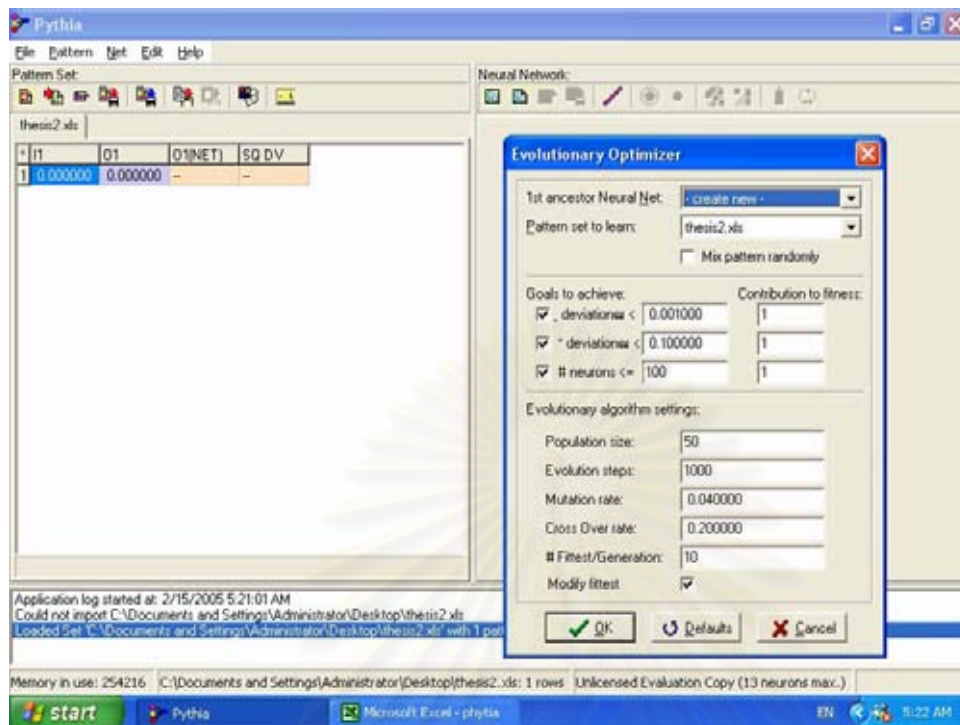 Pythia
File Pattern Net Edit Help
Pattern Set:
Neural Network:
thesis2.xls
* I1 O1 O1(NET) SQ DV
1 0.000000 0.000000 -- --
Evolutionary Optimizer
1st ancestor Neural Net: - create new -
Pattern set to learn: thesis2.xls
Mix pattern randomly
Goals to achieve: Contribution to fitness:
deviation < 0.001000 1
deviation < 0.100000 1
# neurons <= 100 1
Evolutionary algorithm settings:
Population size: 50
Evolution steps: 1000
Mutation rate: 0.040000
Cross Over rate: 0.200000
# Fittest/Generation: 10
Modify fittest
OK Defaults Cancel
Application log started at: 2/15/2005 5:21:01 AM
Could not import C:\Documents and Settings\Administrator\Desktop\thesis2.xls
Loaded Set 'C:\Documents and Settings\Administrator\Desktop\thesis2.xls' with 1 pat
Memory in use: 254216 C:\Documents and Settings\Administrator\Desktop\thesis2.xls: 1 rows Unlicensed Evaluation Copy (13 neurons max.)
start Pythia Microsoft Excel - phytia EN 5:22 AM